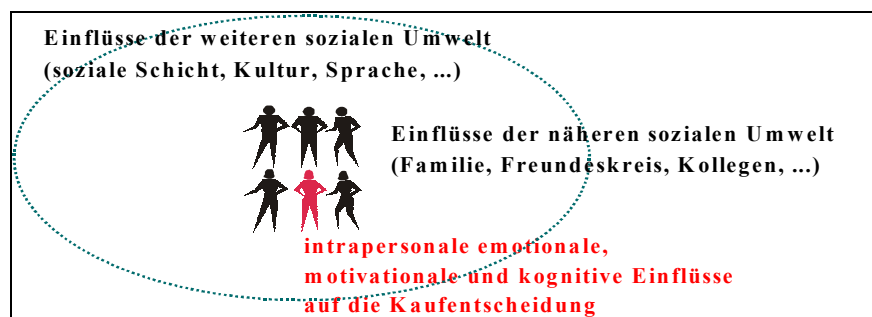 Einflüsse der weiteren sozialen Umwelt
(soziale Schicht, Kultur, Sprache, ...)
Einflüsse der näheren sozialen Umwelt
(Familie, Freundeskreis, Kollegen, ...)
intrapersonale emotionale,
motivationale und kognitive Einflüsse
auf die Kaufentscheidung